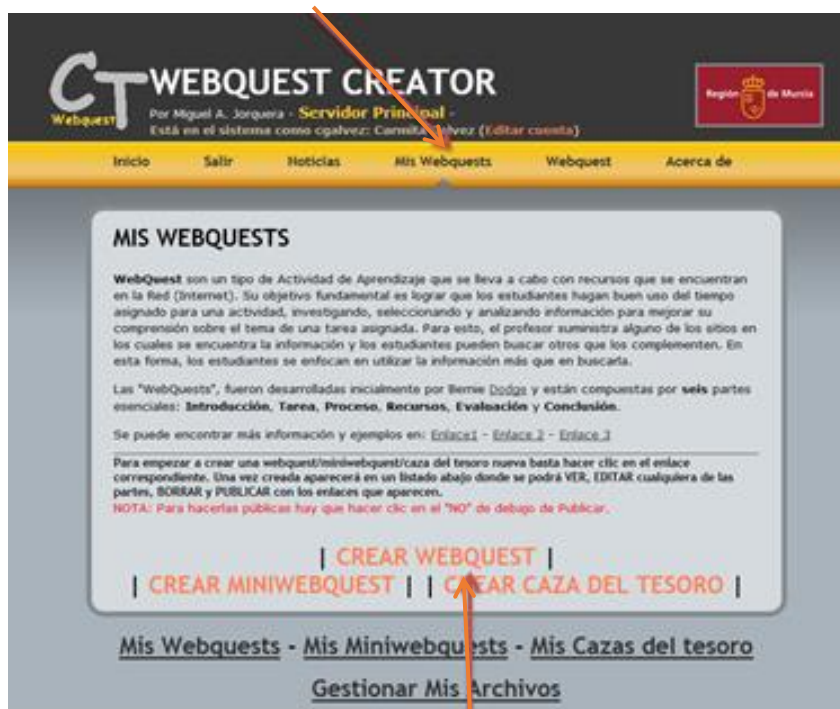 CT WEBQUEST CREATOR
Webquest
Por Miguel A. Jorquera - Servidor Principal -
Está en el sistema como cgalvez: Carmita Galvez (Editar cuenta)
Región de Murcia
Inicio Salir Noticias Mis Webquests Webquest Acerca de
MIS WEBQUESTS
WebQuest son un tipo de Actividad de Aprendizaje que se lleva a cabo con recursos que se encuentran
en la Red (Internet). Su objetivo fundamental es lograr que los estudiantes hagan buen uso del tiempo
asignado para una actividad, investigando, seleccionando y analizando información para mejorar su
comprensión sobre el tema de una tarea asignada. Para esto, el profesor suministra alguno de los sitios en
los cuales se encuentra la información y los estudiantes pueden buscar otros que los complementen. En
esta forma, los estudiantes se enfocan en utilizar la información más que en buscarla.
Las "WebQuests", fueron desarrolladas inicialmente por Bernie Dodge y están compuestas por seis partes
esenciales: Introducción, Tarea, Proceso, Recursos, Evaluación y Conclusión.
Se puede encontrar más información y ejemplos en: Enlace1 - Enlace 2 - Enlace 3
Para empezar a crear una webquest/miniwebquest/caza del tesoro nueva basta hacer clic en el enlace
correspondiente. Una vez creada aparecerá en un listado abajo donde se podrá VER, EDITAR cualquiera de las
partes, BORRAR y PUBLICAR con los enlaces que aparecen.
NOTA: Para hacerlas públicas hay que hacer clic en el "NO" de debajo de Publicar.
| CREAR WEBQUEST |
| CREAR MINIWEBQUEST | | CREAR CAZA DEL TESORO |
Mis Webquests - Mis Miniwebquests - Mis Cazas del tesoro
Gestionar Mis Archivos